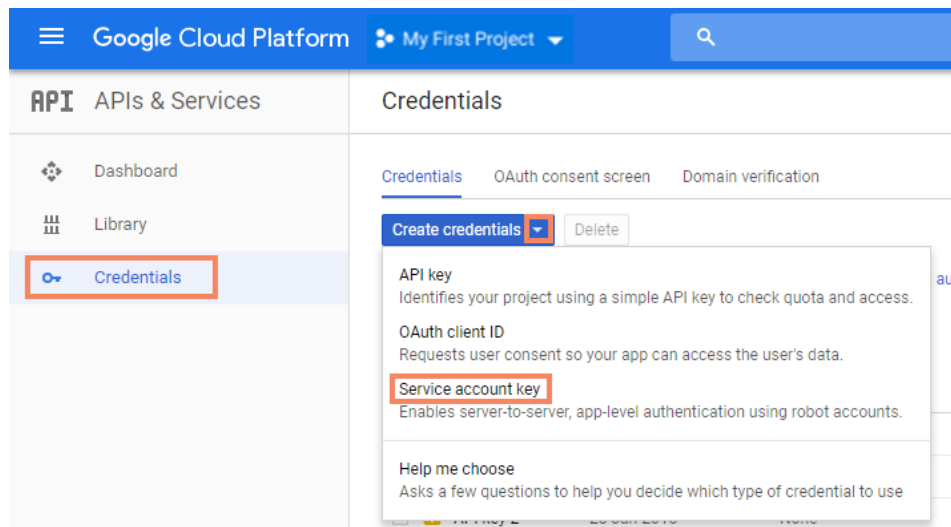 Google Cloud Platform My First Project
API APIs & Services
Credentials
Dashboard
Library
Credentials
Credentials OAuth consent screen Domain verification
Create credentials Delete
API key
Identifies your project using a simple API key to check quota and access.
OAuth client ID
Requests user consent so your app can access the user's data.
Service account key
Enables server-to-server, app-level authentication using robot accounts.
Help me choose
Asks a few questions to help you decide which type of credential to use